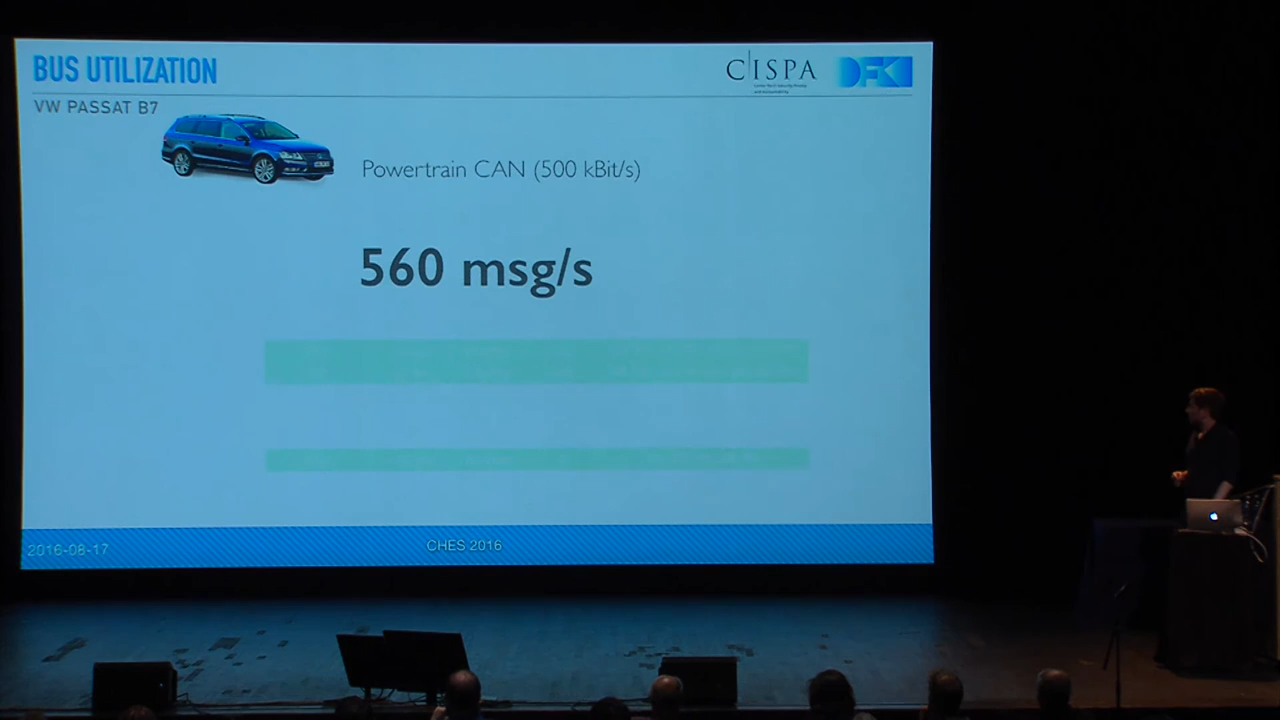 BUS UTILIZATION
VW PASSAT B7
CISPA
DFKI
Powertrain CAN (500 kBit/s)
560 msg/s
2016-08-17
CHES 2016